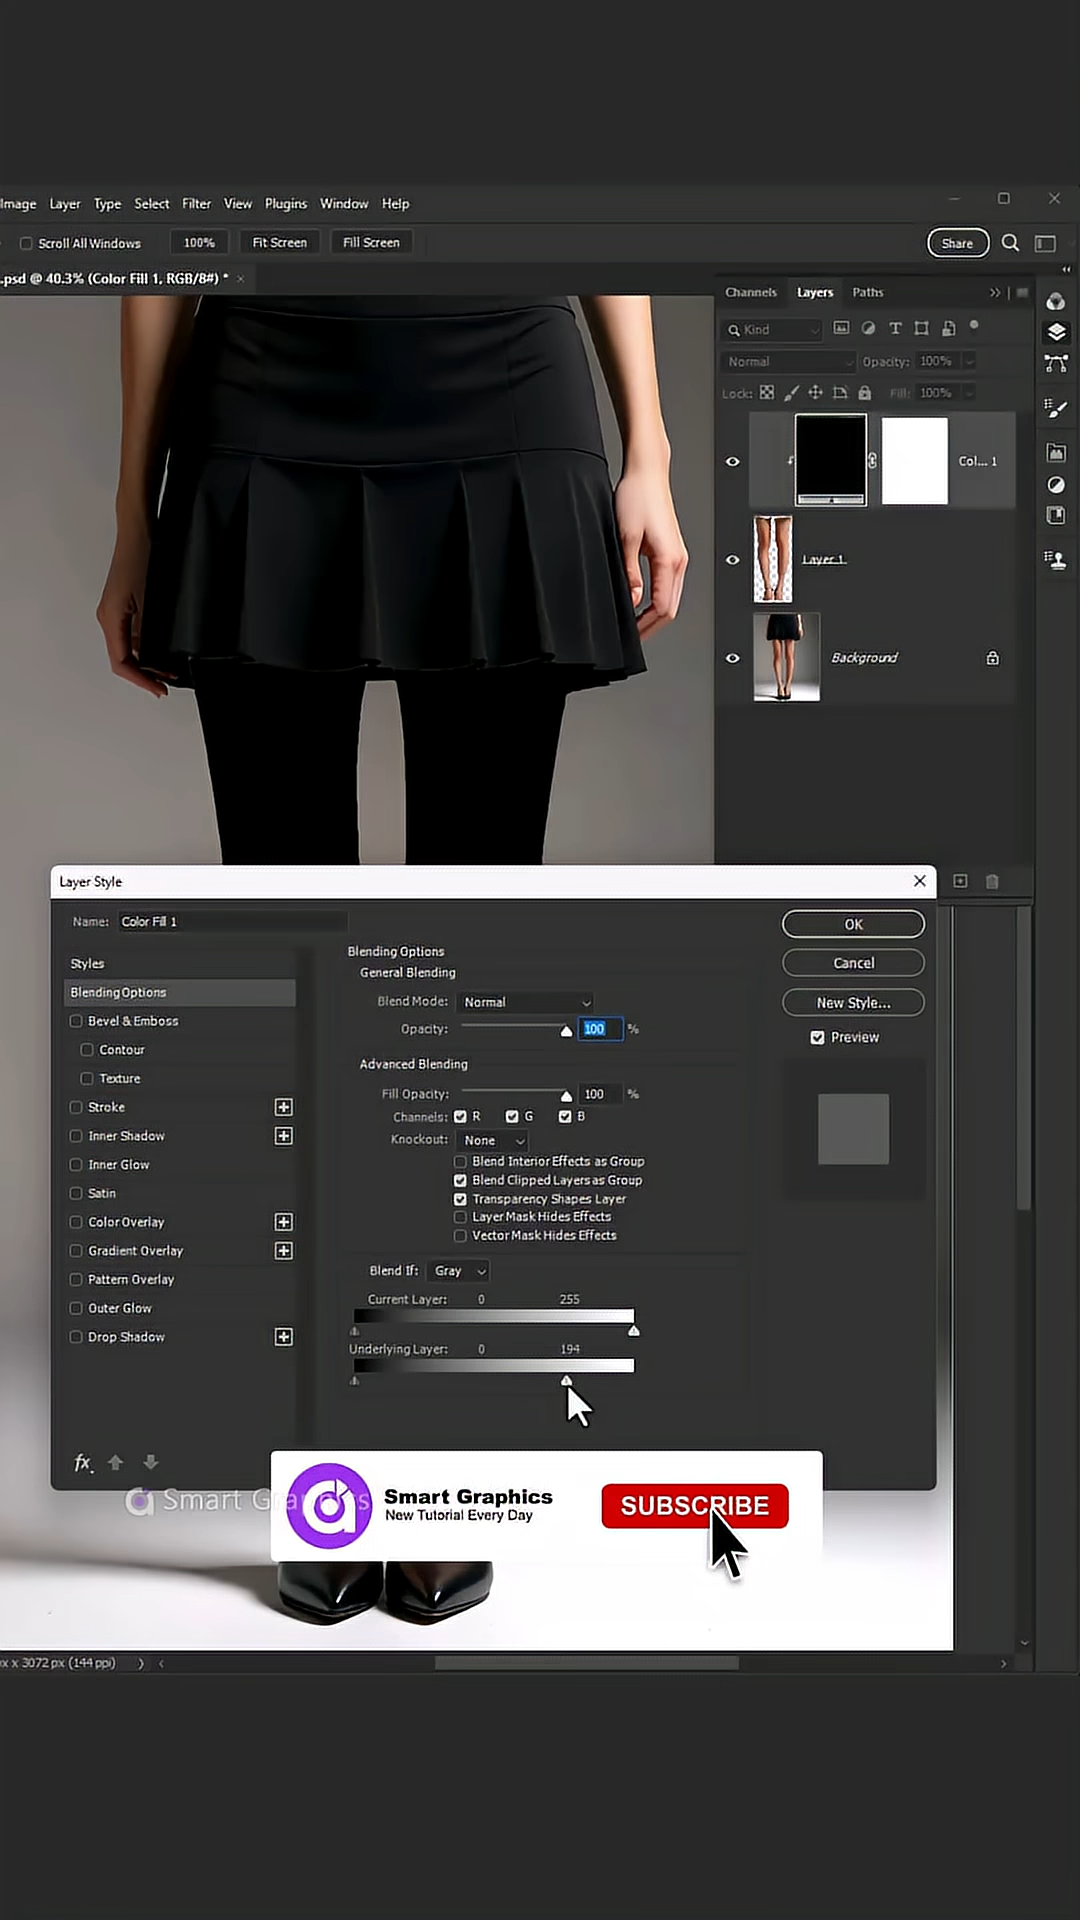 Image Layer Type Select Filter View Plugins Window Help
Scroll All Windows 100% Fit Screen Fill Screen Share
.psd @ 40.3% (Color Fill 1, RGB/8#) * ×
Channels Layers Paths
Kind
Normal Opacity: 100%
Lock: Fill: 100%
Col... 1
Layer 1
Background
Layer Style
Name: Color Fill 1
OK
Styles
Blending Options
Cancel
Blending Options
General Blending
New Style...
Blend Mode: Normal
Bevel & Emboss
Opacity: 100 %
Preview
Contour
Advanced Blending
Texture
Fill Opacity: 100 %
Stroke
Channels: R G B
Inner Shadow
Knockout: None
Inner Glow
Blend Interior Effects as Group
Satin
Blend Clipped Layers as Group
Transparency Shapes Layer
Color Overlay
Layer Mask Hides Effects
Vector Mask Hides Effects
Gradient Overlay
Blend If: Gray
Pattern Overlay
Current Layer: 0 255
Outer Glow
Drop Shadow
Underlying Layer: 0 194
fx
Smart Graphics
Smart Graphics
New Tutorial Every Day
SUBSCRIBE
px x 3072 px (144 ppi)